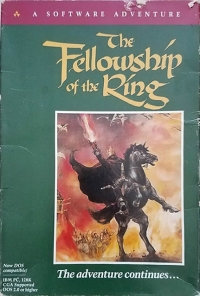 A SOFTWARE ADVENTURE
The
Fellowship
of the Ring
Now DOS
compatible!
IBM PC, 128K
CGA Supported
DOS 2.0 or higher
The adventure continues...